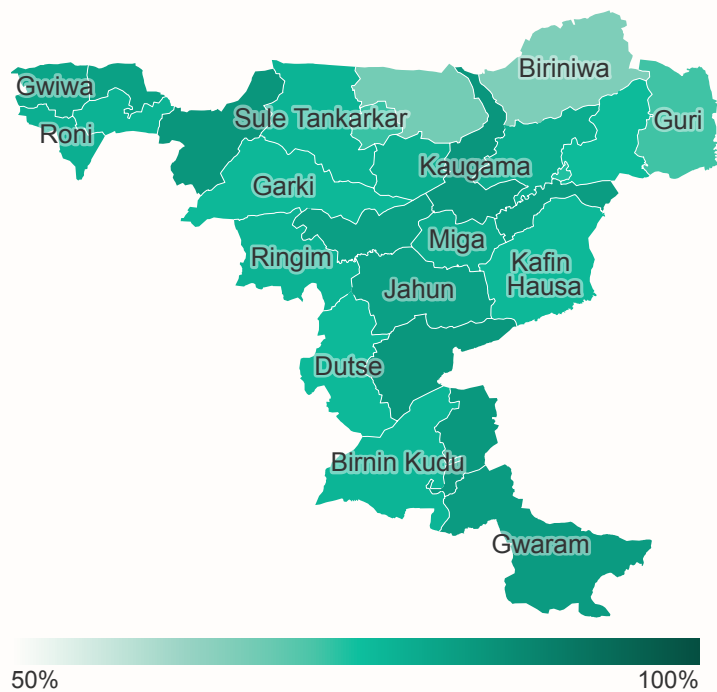 Biriniwa
Gwiwa
Sule Tankarkar
Guri
Roni
Kaugama
Garki
Miga
Ringim
Kafin
Hausa
Jahun
Dutse
Birnin Kudu
Gwaram
50%
100%